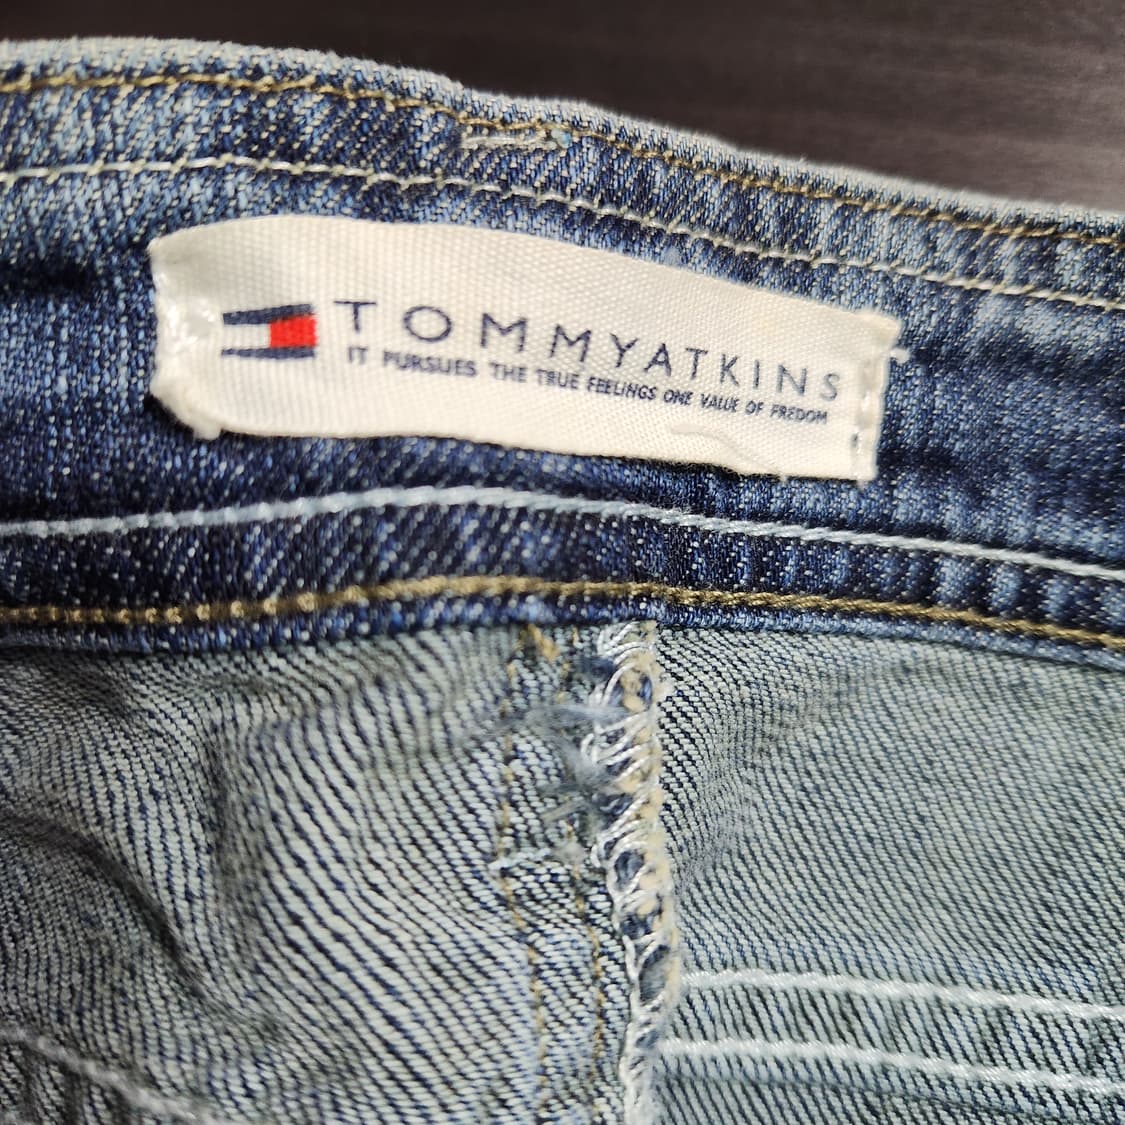 TOMMYATKINS
IT PURSUES THE TRUE FEELINGS ONE VALUE OF FREDOM